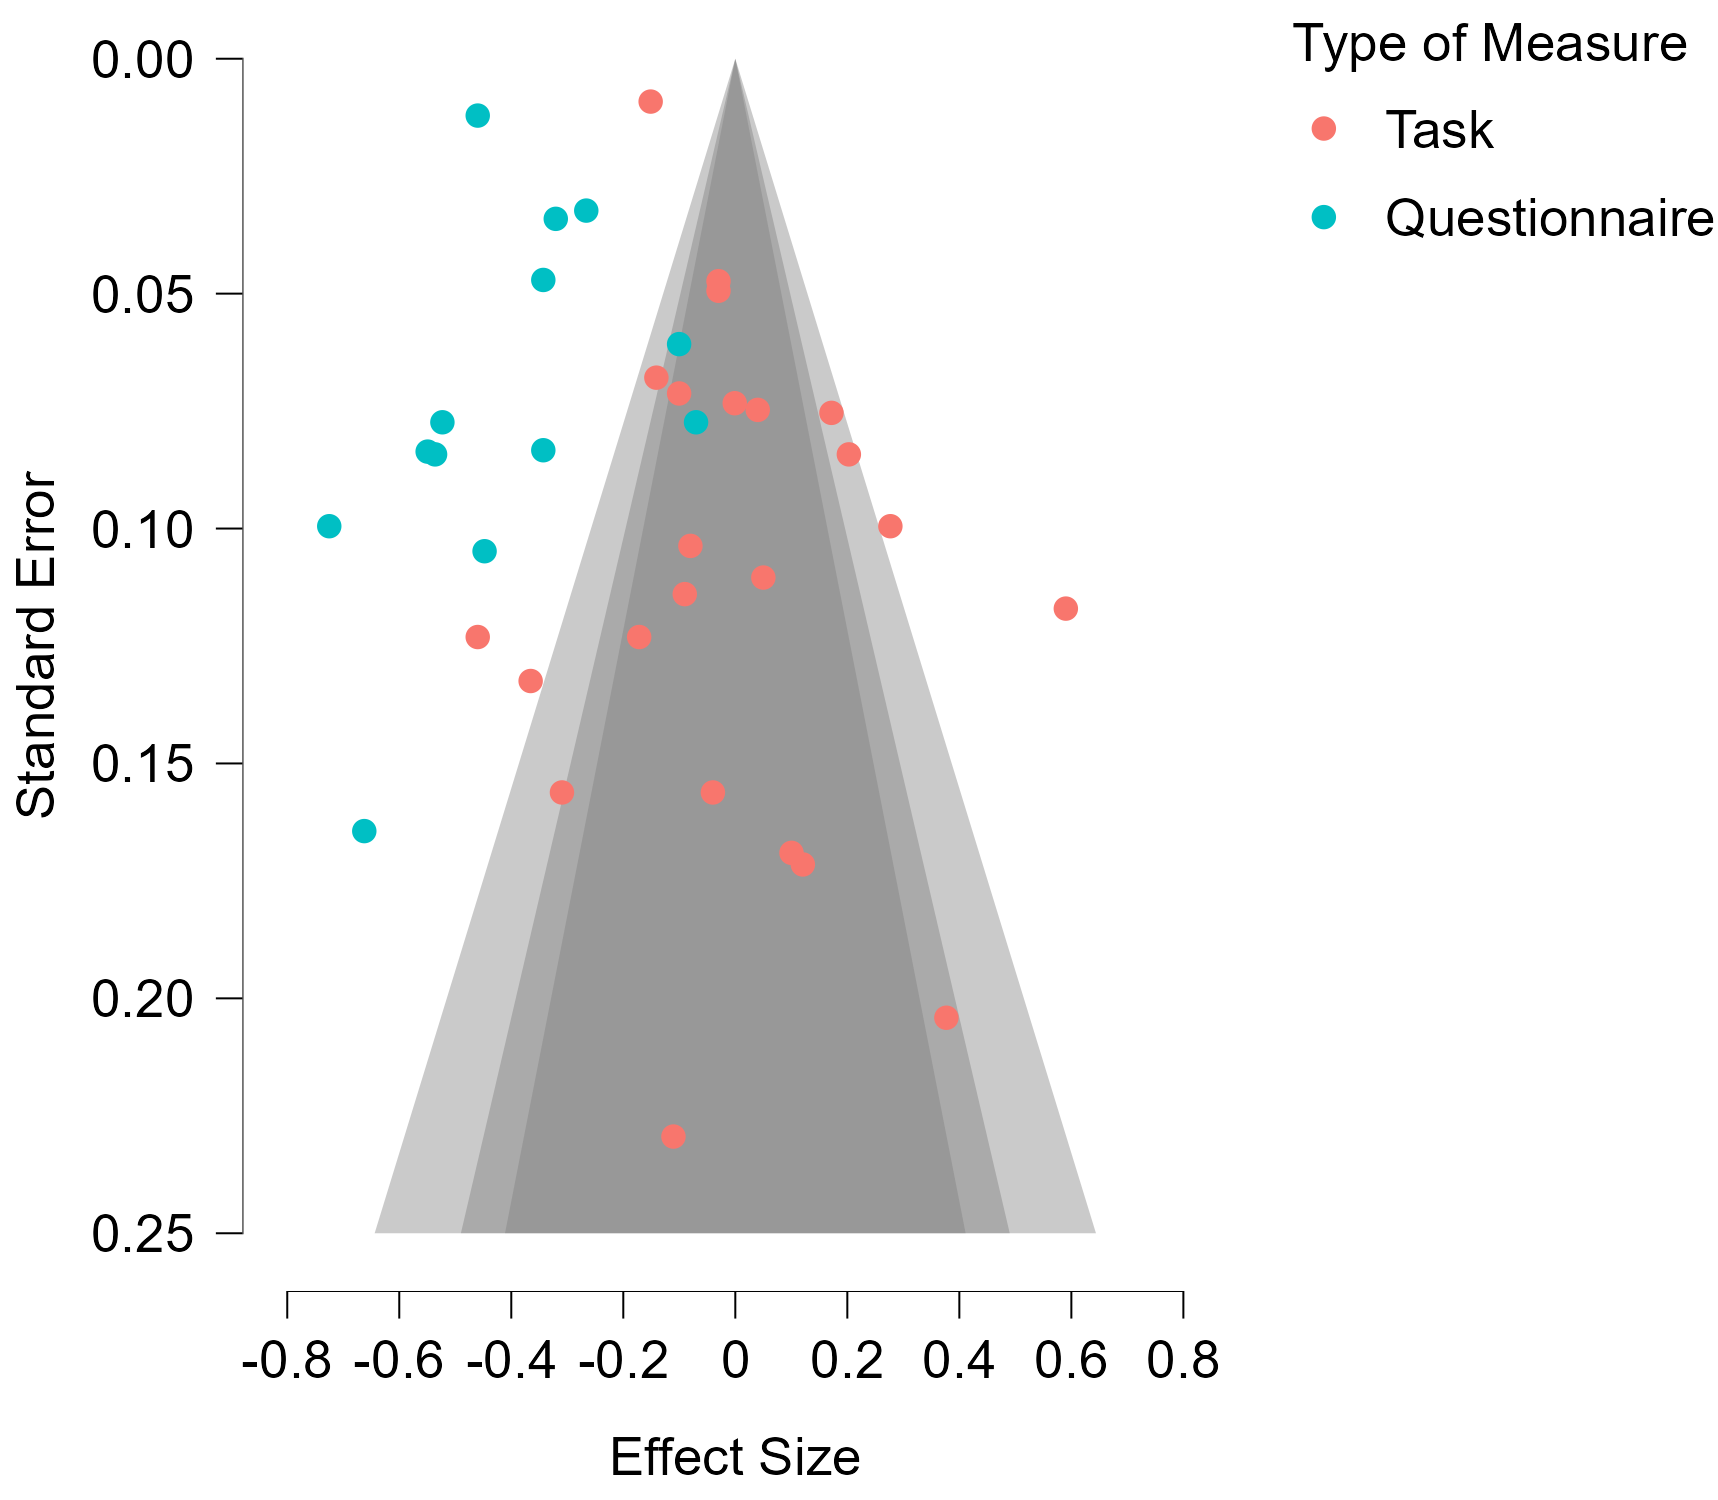 Type of Measure
Task
Questionnaire
Standard Error
0.00
0.05
0.10
0.15
0.20
0.25
-0.8 -0.6 -0.4 -0.2 0 0.2 0.4 0.6 0.8
Effect Size